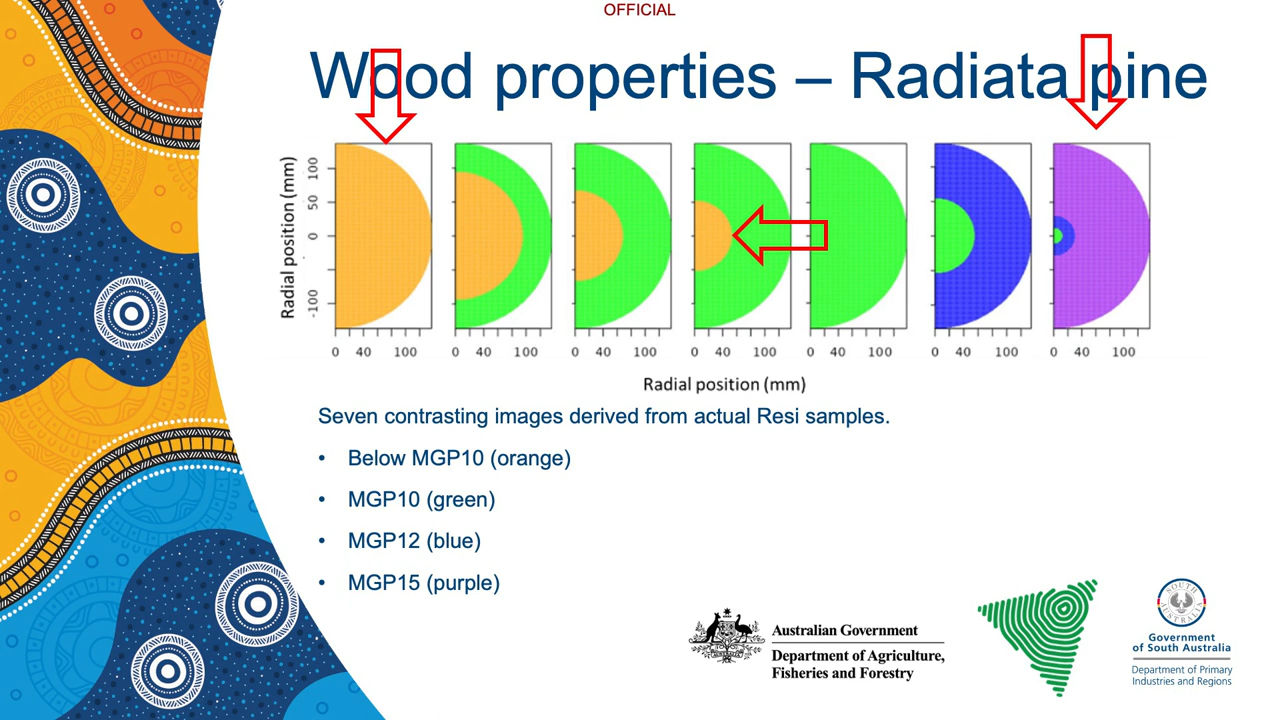 OFFICIAL
Wood properties – Radiata pine
Radial position (mm)
100
50
0
-100
0 40 100
0 40 100
0 40 100
0 40 100
0 40 100
0 40 100
0 40 100
Radial position (mm)
Seven contrasting images derived from actual Resi samples.
• Below MGP10 (orange)
• MGP10 (green)
• MGP12 (blue)
• MGP15 (purple)
Australian Government
Department of Agriculture,
Fisheries and Forestry
SOUTH
AUSTRALIA
Government
of South Australia
Department of Primary
Industries and Regions